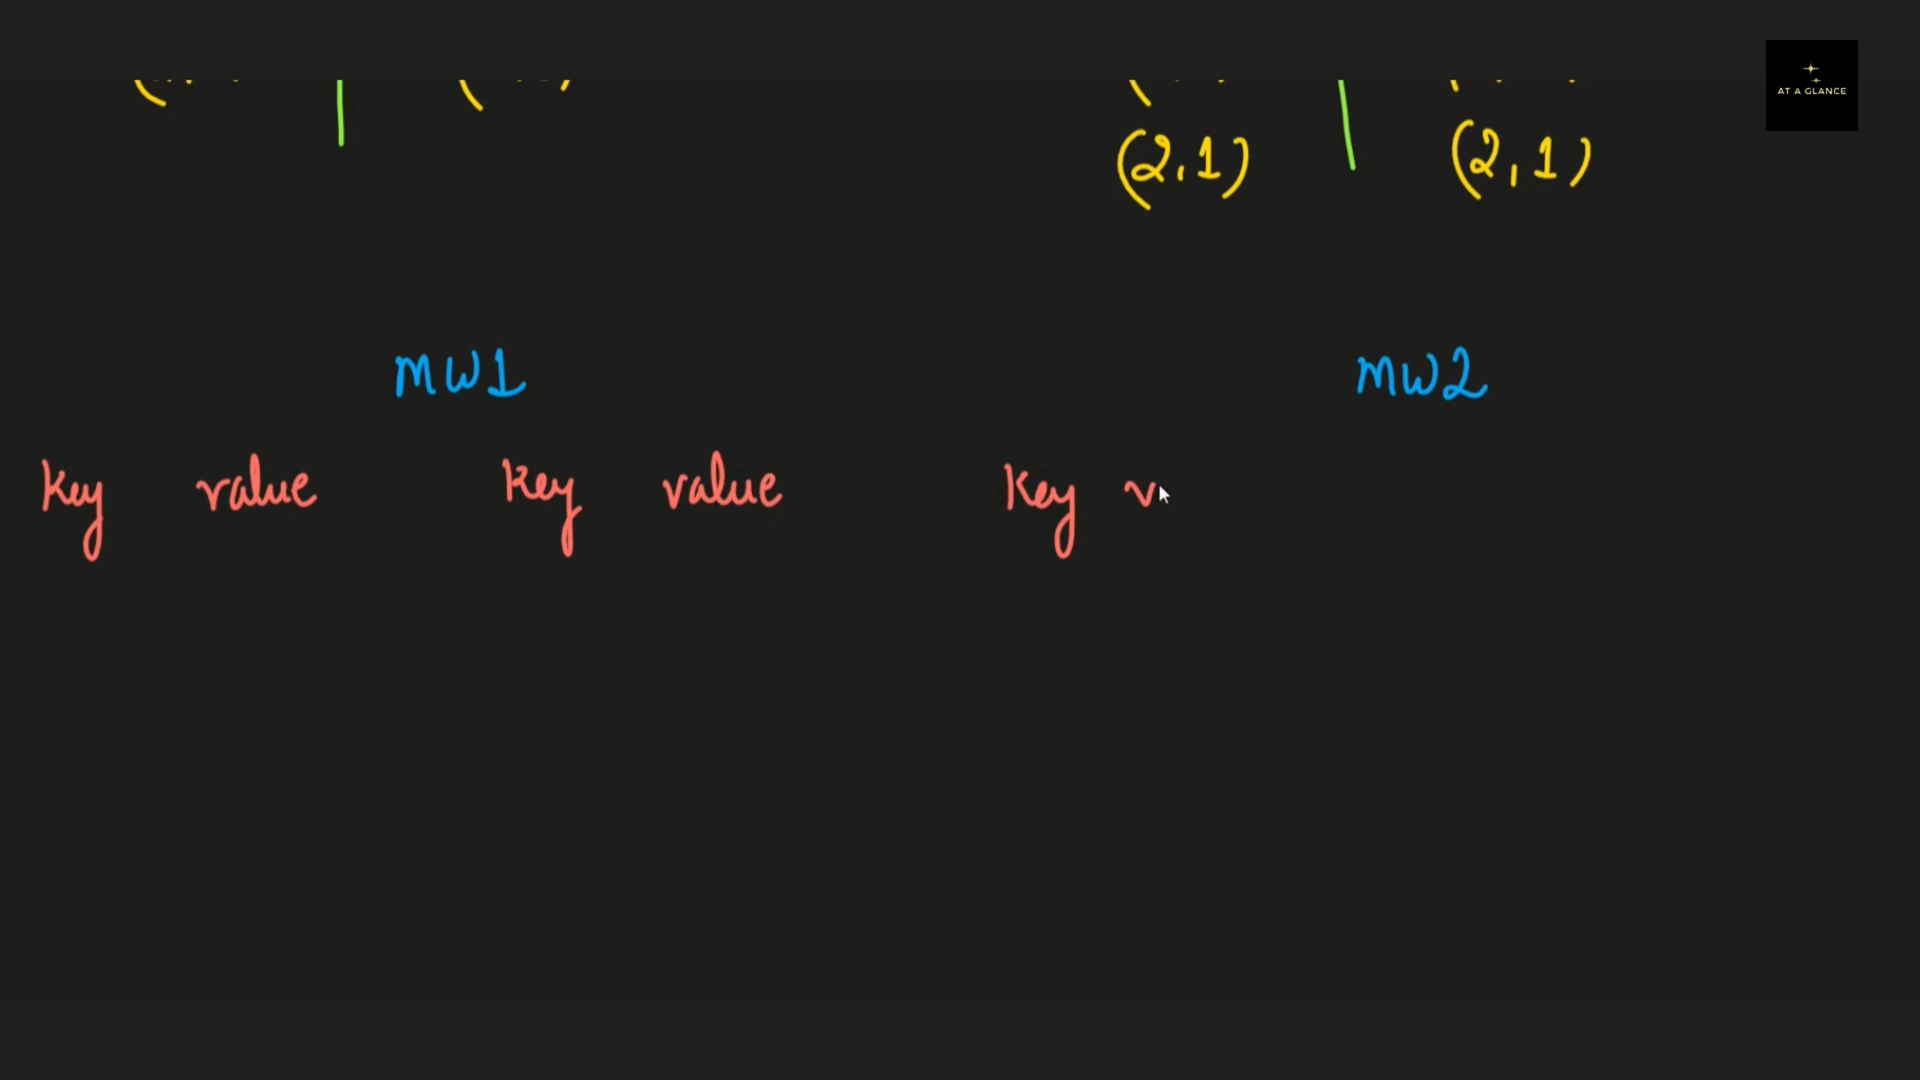 AT A GLANCE
(2,1) (2,1)
MW1 MW2
Key value Key value Key v